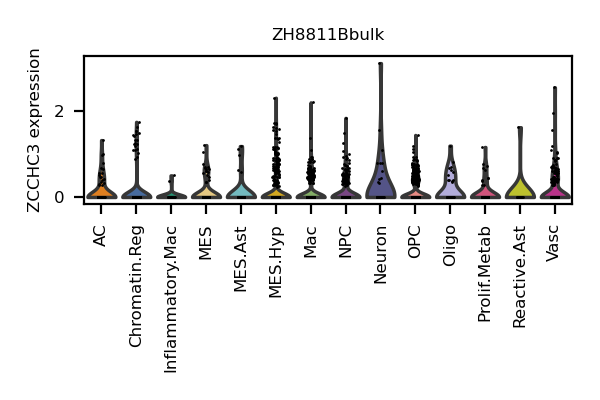 ZH8811Bbulk
ZCCHC3 expression
2
0
AC
Chromatin.Reg
Inflammatory.Mac
MES
MES.Ast
MES.Hyp
Mac
NPC
Neuron
OPC
Oligo
Prolif.Metab
Reactive.Ast
Vasc